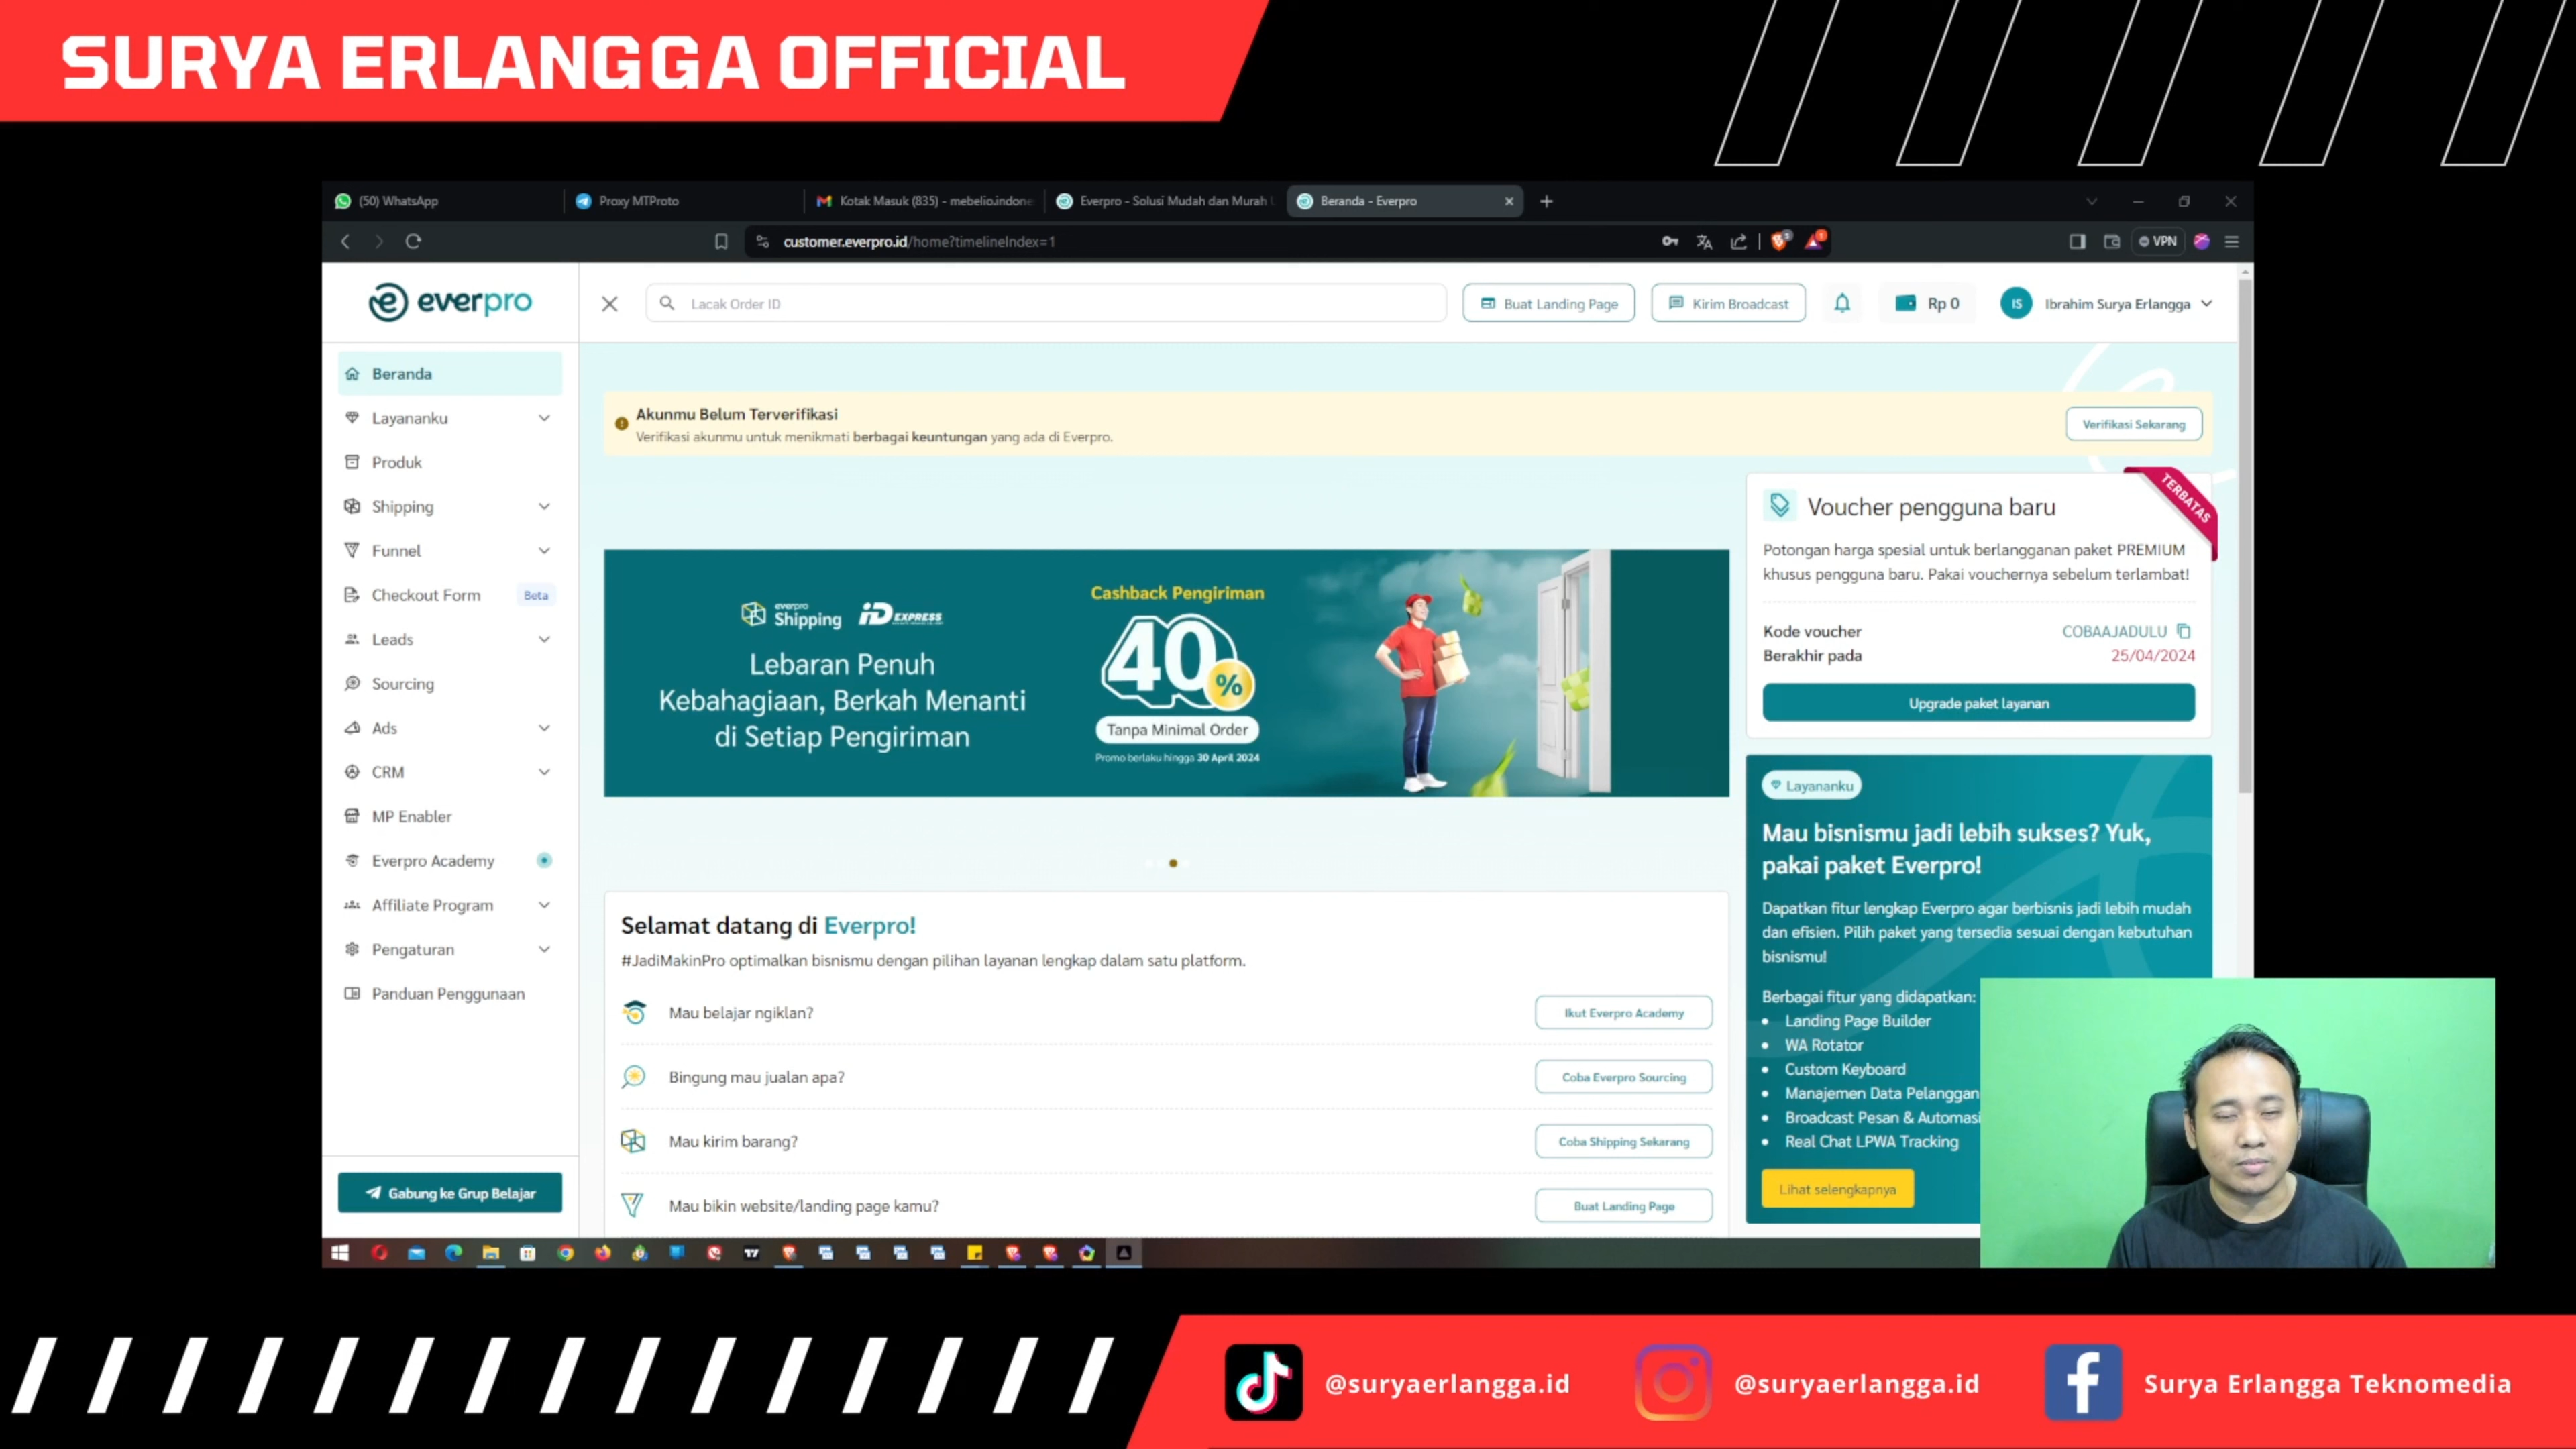 SURYA ERLANGGA OFFICIAL
(50) WhatsApp
Proxy MTProto
Kotak Masuk (835) - mebelio.indone
Everpro - Solusi Mudah dan Murah
Beranda - Everpro
customer.everpro.id/home?timelineIndex=1
VPN
everpro
Lacak Order ID
Buat Landing Page
Kirim Broadcast
Rp 0
IS
Ibrahim Surya Erlangga
Beranda
Layananku
Produk
Shipping
Funnel
Checkout Form
Beta
Leads
Sourcing
Ads
CRM
MP Enabler
Everpro Academy
Affiliate Program
Pengaturan
Panduan Penggunaan
Gabung ke Grup Belajar
Akunmu Belum Terverifikasi
Verifikasi akunmu untuk menikmati berbagai keuntungan yang ada di Everpro.
Verifikasi Sekarang
everpro
Shipping
iD EXPRESS
Lebaran Penuh
Kebahagiaan, Berkah Menanti
di Setiap Pengiriman
Cashback Pengiriman
40%
Tanpa Minimal Order
Promo berlaku hingga 30 April 2024
Selamat datang di Everpro!
#JadiMakinPro optimalkan bisnismu dengan pilihan layanan lengkap dalam satu platform.
Mau belajar ngiklan?
Ikut Everpro Academy
Bingung mau jualan apa?
Coba Everpro Sourcing
Mau kirim barang?
Coba Shipping Sekarang
Mau bikin website/landing page kamu?
Buat Landing Page
TERBATAS
Voucher pengguna baru
Potongan harga spesial untuk berlangganan paket PREMIUM
khusus pengguna baru. Pakai vouchernya sebelum terlambat!
Kode voucher
COBAAJADULU
Berakhir pada
25/04/2024
Upgrade paket layanan
Layananku
Mau bisnismu jadi lebih sukses? Yuk,
pakai paket Everpro!
Dapatkan fitur lengkap Everpro agar berbisnis jadi lebih mudah
dan efisien. Pilih paket yang tersedia sesuai dengan kebutuhan
bisnismu!
Berbagai fitur yang didapatkan:
Landing Page Builder
WA Rotator
Custom Keyboard
Manajemen Data Pelanggan
Broadcast Pesan & Automasi
Real Chat LPWA Tracking
Lihat selengkapnya
@suryaerlangga.id
@suryaerlangga.id
Surya Erlangga Teknomedia